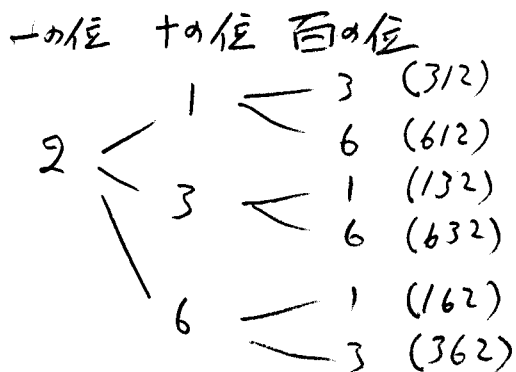 一の位 十の位 百の位
1 3 (312)
6 (612)
2
3 1 (132)
6 (632)
6 1 (162)
3 (362)